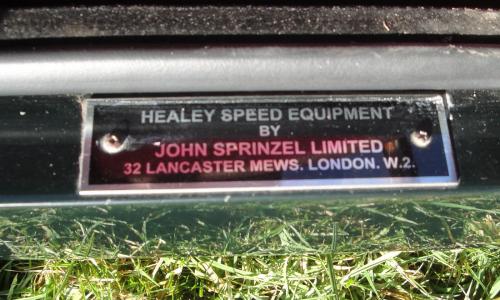 HEALEY SPEED EQUIPMENT
BY
JOHN SPRINZEL LIMITED
32 LANCASTER MEWS. LONDON. W.2.